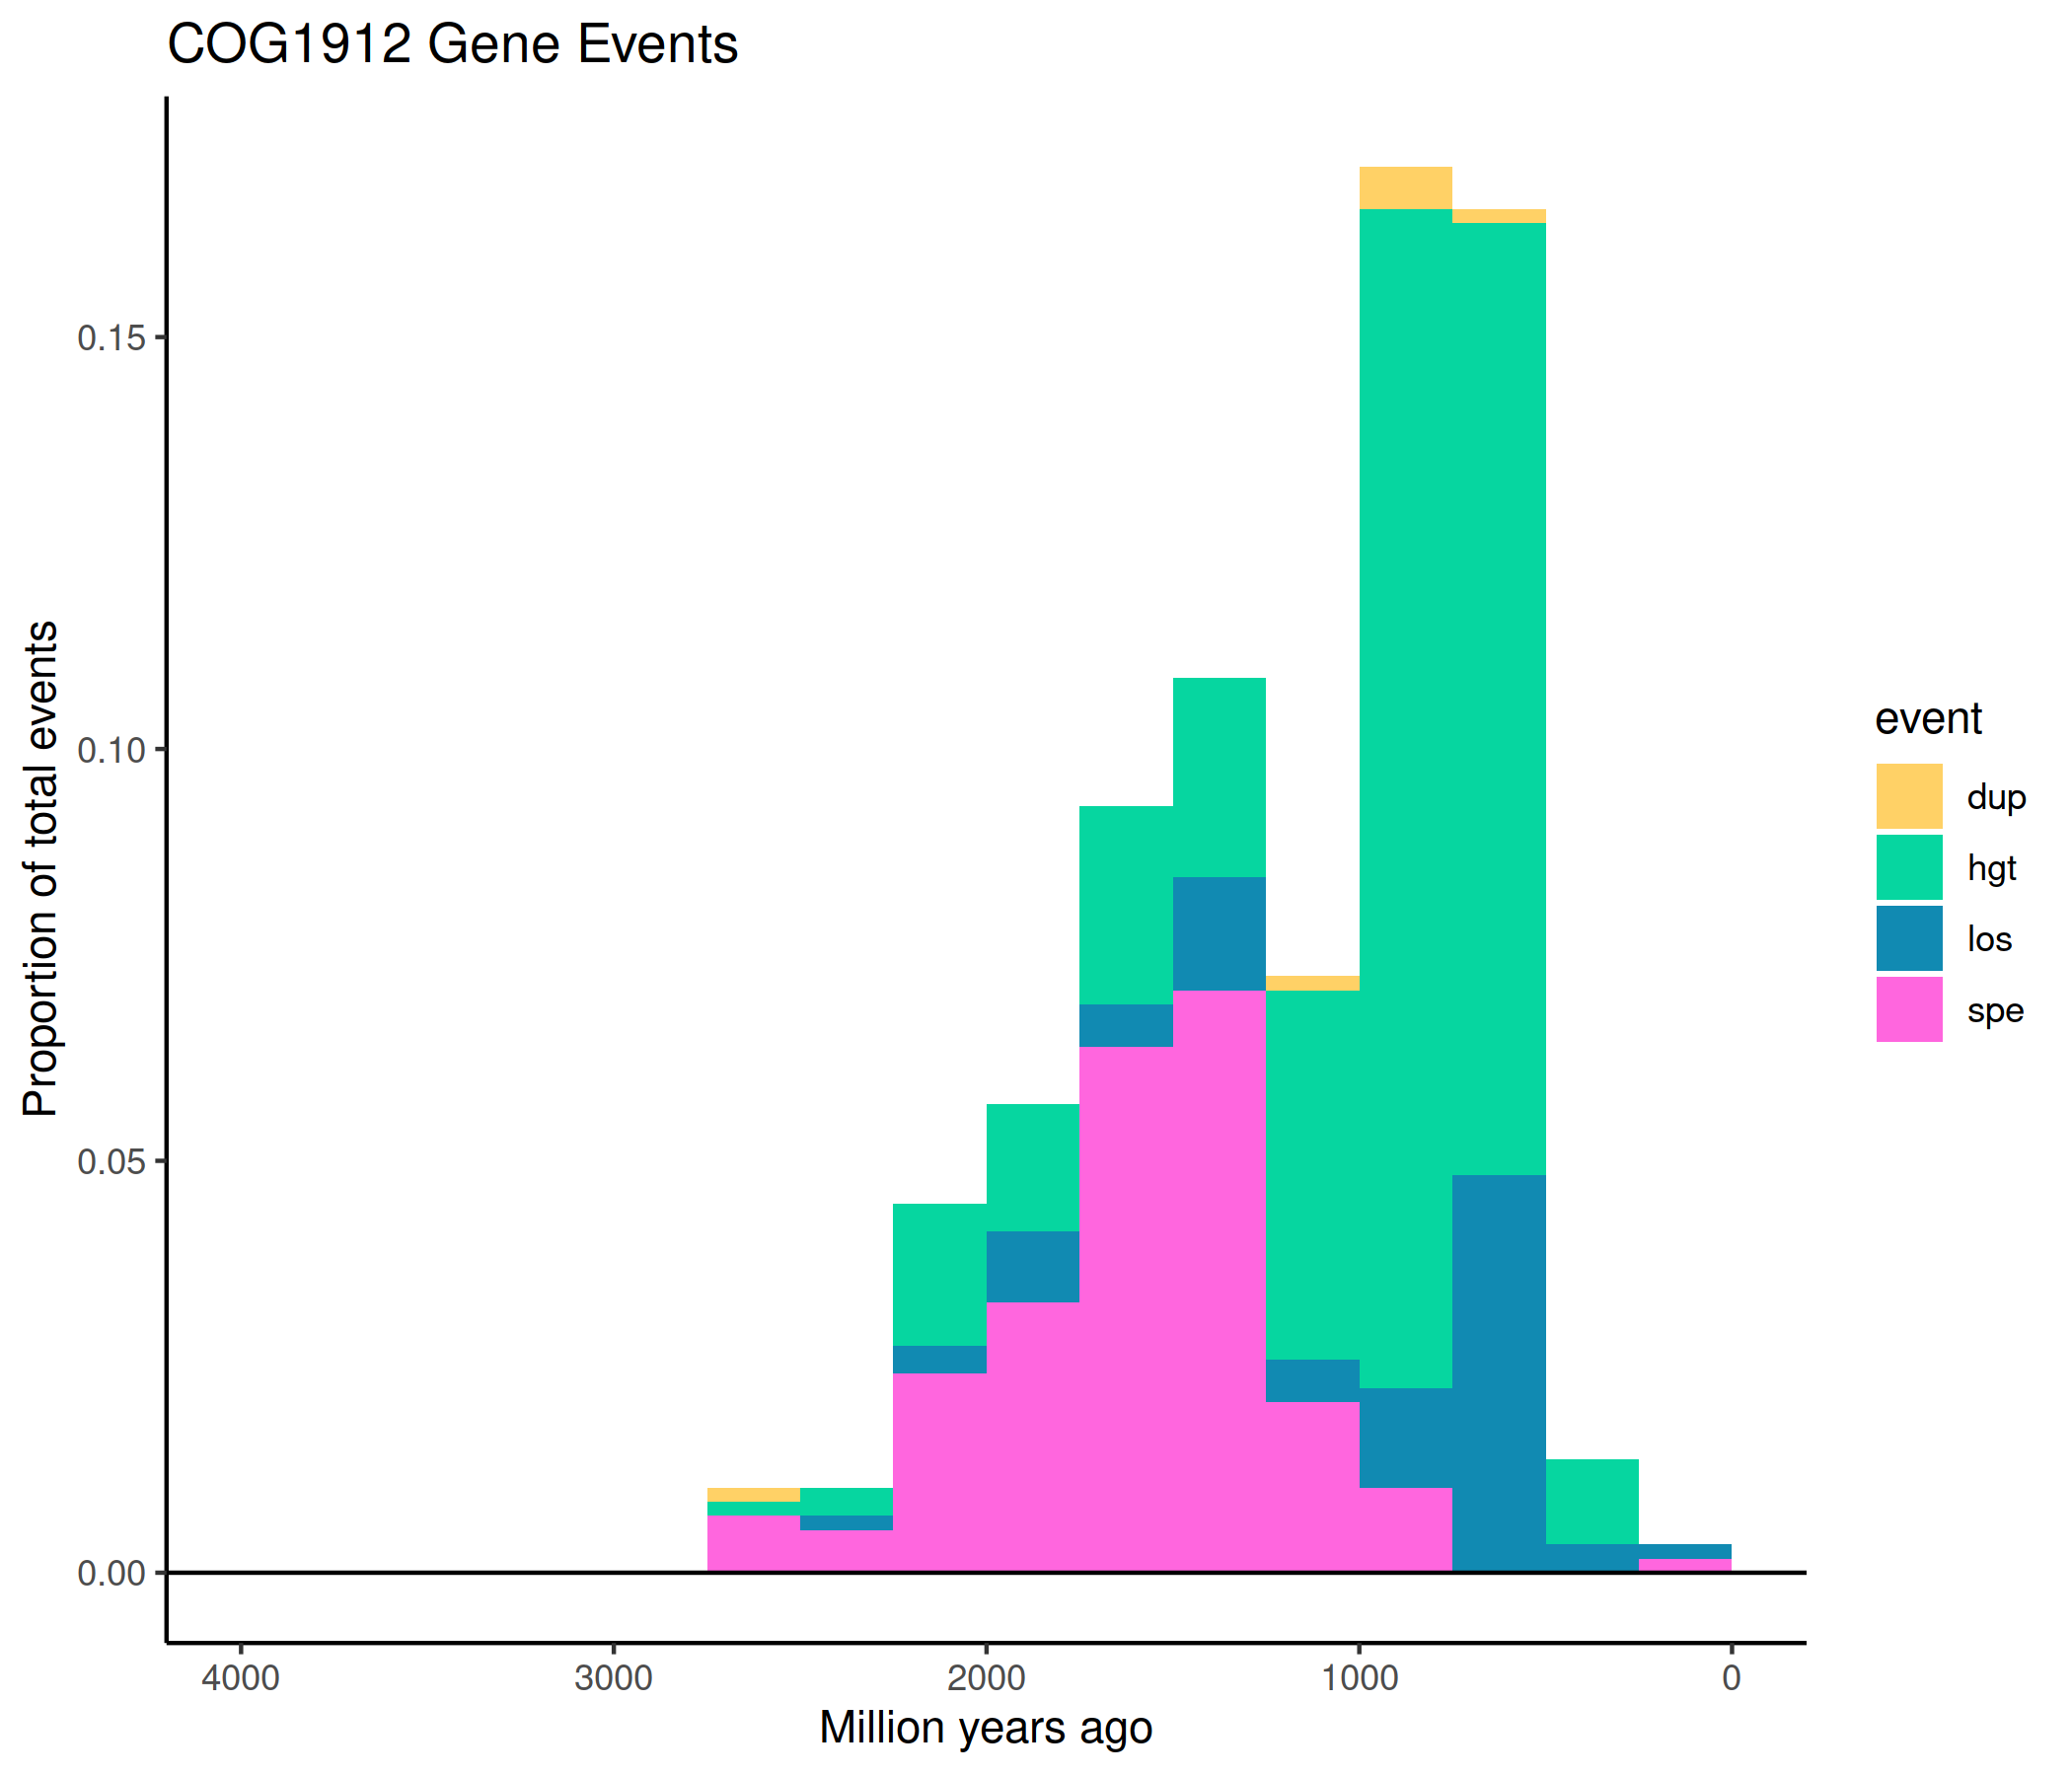 COG1912 Gene Events
Proportion of total events
0.15
0.10
0.05
0.00
4000 3000 2000 1000 0
Million years ago
event
dup
hgt
los
spe